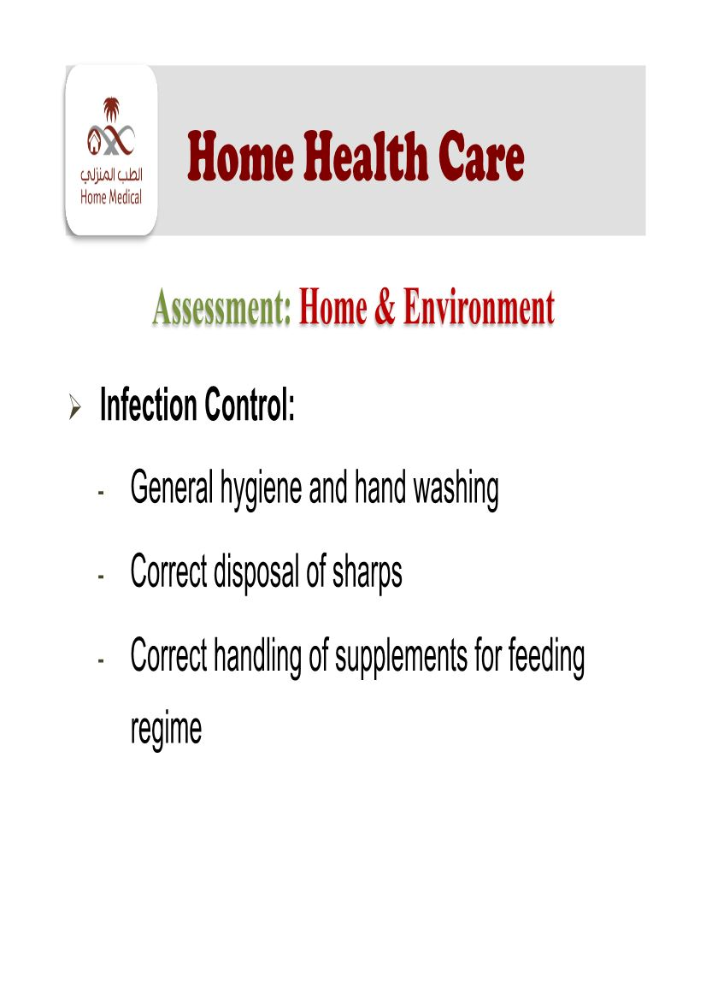 الطب المنزلي
Home Medical
Home Health Care
Assessment: Home & Environment
➢ Infection Control:
- General hygiene and hand washing
- Correct disposal of sharps
- Correct handling of supplements for feeding
regime